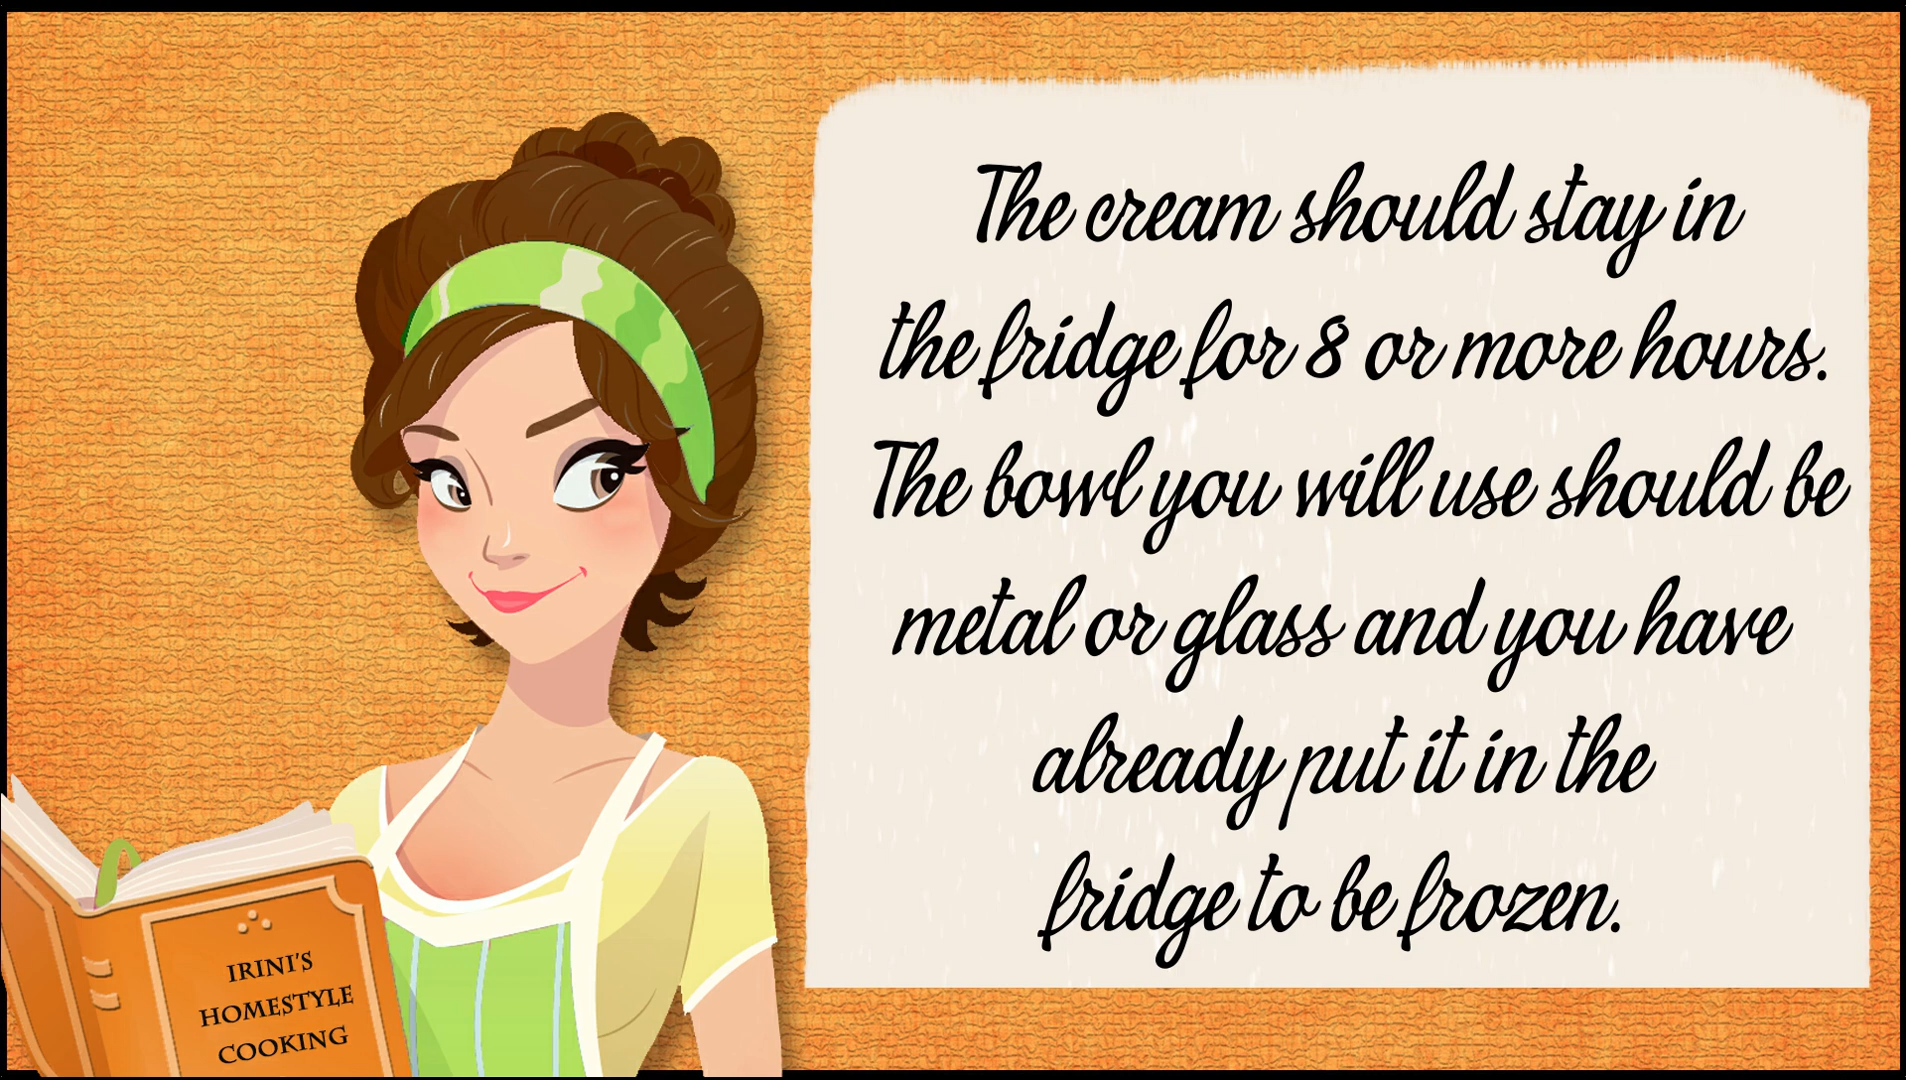 The cream should stay in
the fridge for 8 or more hours.
The bowl you will use should be
metal or glass and you have
already put it in the
fridge to be frozen.
IRINI'S
HOMESTYLE
COOKING